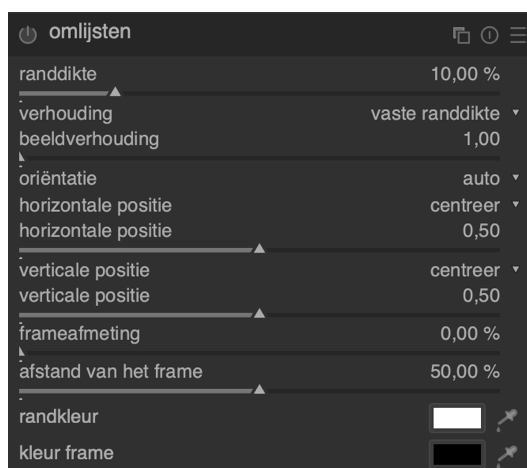 omlijsten
randdikte 10,00 %
verhouding vaste randdikte
beeldverhouding 1,00
oriëntatie auto
horizontale positie centreer
horizontale positie 0,50
verticale positie centreer
verticale positie 0,50
frameafmeting 0,00 %
afstand van het frame 50,00 %
randkleur
kleur frame